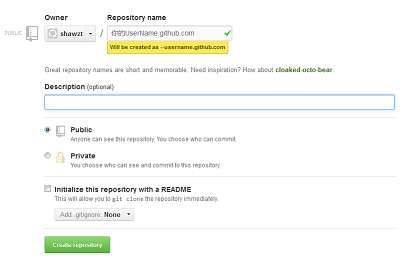 Owner Repository name
PUBLIC shawzt / 你的UserName.github.com
Will be created as --username.github.com
Great repository names are short and memorable. Need inspiration? How about cloaked-octo-bear.
Description (optional)
Public
Anyone can see this repository. You choose who can commit.
Private
You choose who can see and commit to this repository.
Initialize this repository with a README
This will allow you to git clone the repository immediately.
Add .gitignore: None
Create repository